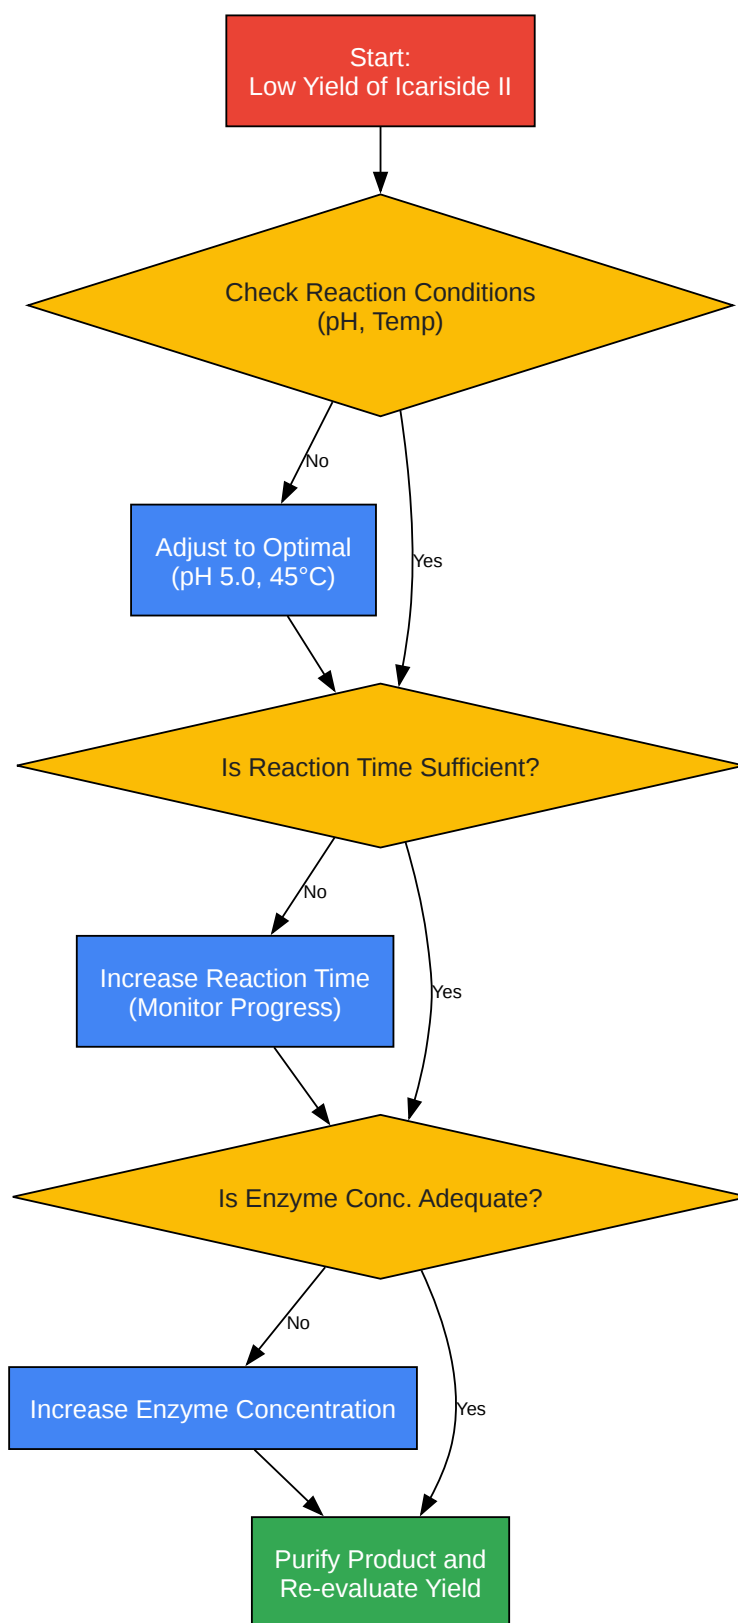 Start:
Low Yield of Icariside II
Check Reaction Conditions
(pH, Temp)
No
Adjust to Optimal
(pH 5.0, 45°C)
Yes
Is Reaction Time Sufficient?
No
Increase Reaction Time
(Monitor Progress)
Yes
Is Enzyme Conc. Adequate?
No
Increase Enzyme Concentration
Yes
Purify Product and
Re-evaluate Yield